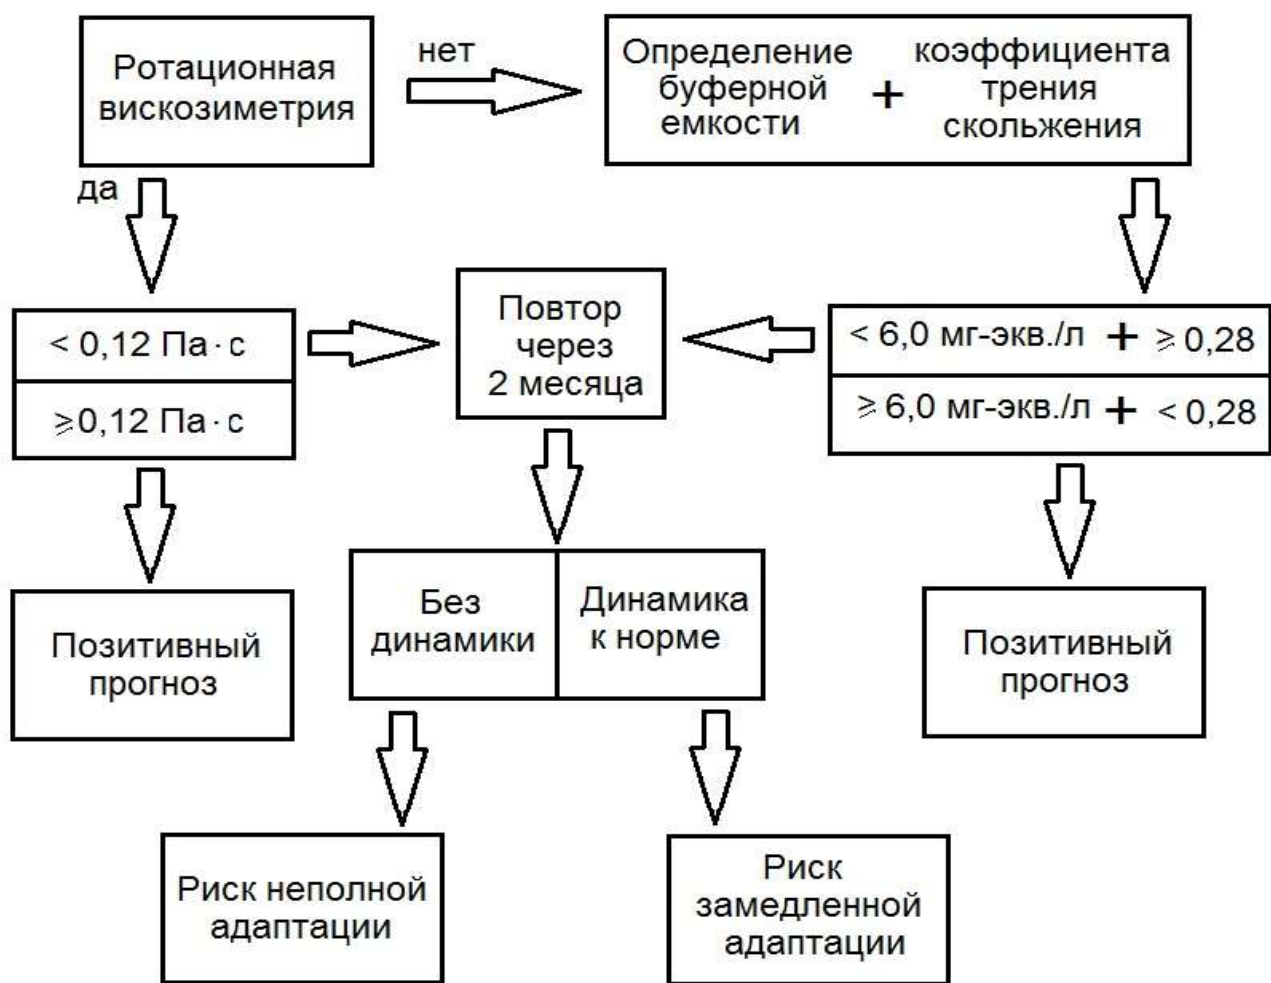 Ротационная
вискозиметрия
нет
Определение
буферной
емкости
+
коэффициента
трения
скольжения
да
< 0,12 Па·с
⩾0,12 Па·с
Повтор
через
2 месяца
< 6,0 мг-экв./л + ⩾ 0,28
⩾ 6,0 мг-экв./л + < 0,28
Позитивный
прогноз
Без
динамики
Динамика
к норме
Позитивный
прогноз
Риск неполной
адаптации
Риск
замедленной
адаптации